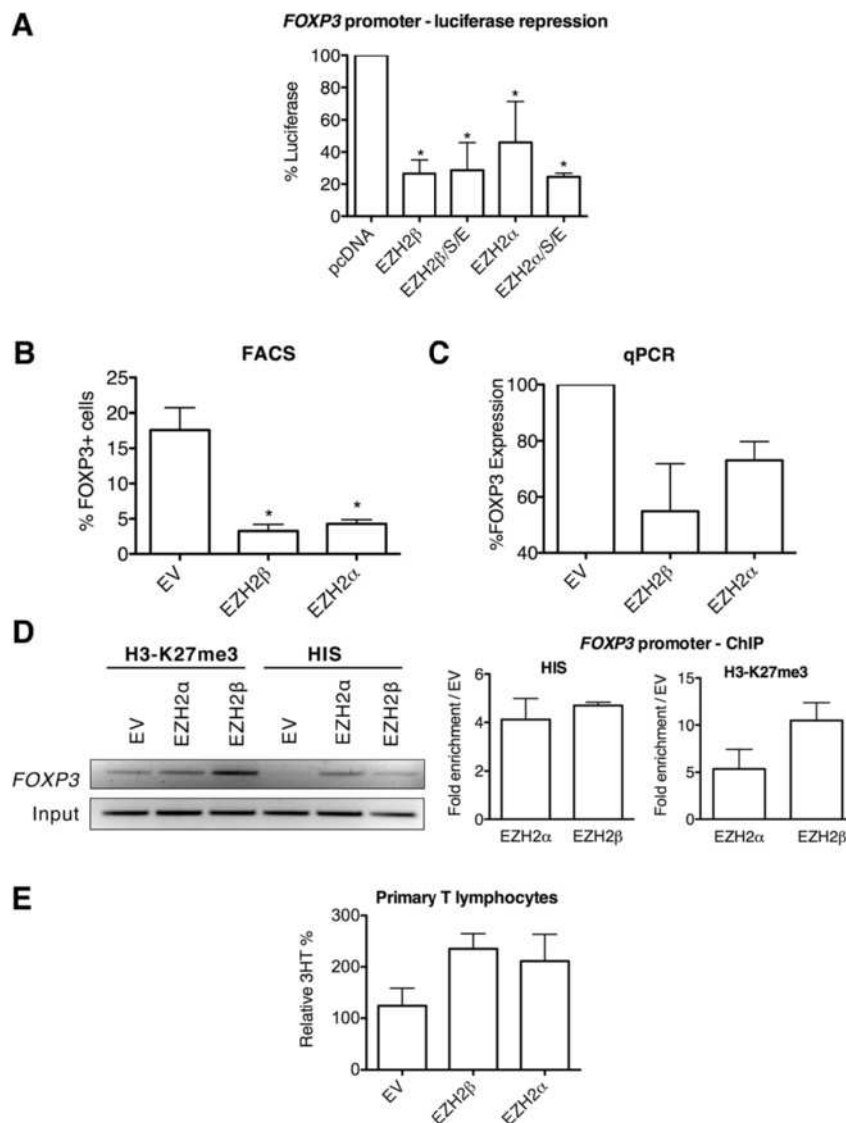 A
FOXP3 promoter - luciferase repression
% Luciferase
100
80
60
40
20
0
pcDNA
EZH2β
EZH2β/S/E
EZH2α
EZH2α/S/E
*
*
*
*
B
FACS
% FOXP3+ cells
25
20
15
10
5
0
EV
EZH2β
EZH2α
*
*
C
qPCR
%FOXP3 Expression
100
80
60
40
EV
EZH2β
EZH2α
D
H3-K27me3
HIS
EV
EZH2α
EZH2β
EV
EZH2α
EZH2β
FOXP3
Input
FOXP3 promoter - ChIP
HIS
Fold enrichment / EV
6
4
2
0
EZH2α
EZH2β
H3-K27me3
Fold enrichment / EV
15
10
5
0
EZH2α
EZH2β
E
Primary T lymphocytes
Relative 3HT %
300
200
100
0
EV
EZH2β
EZH2α